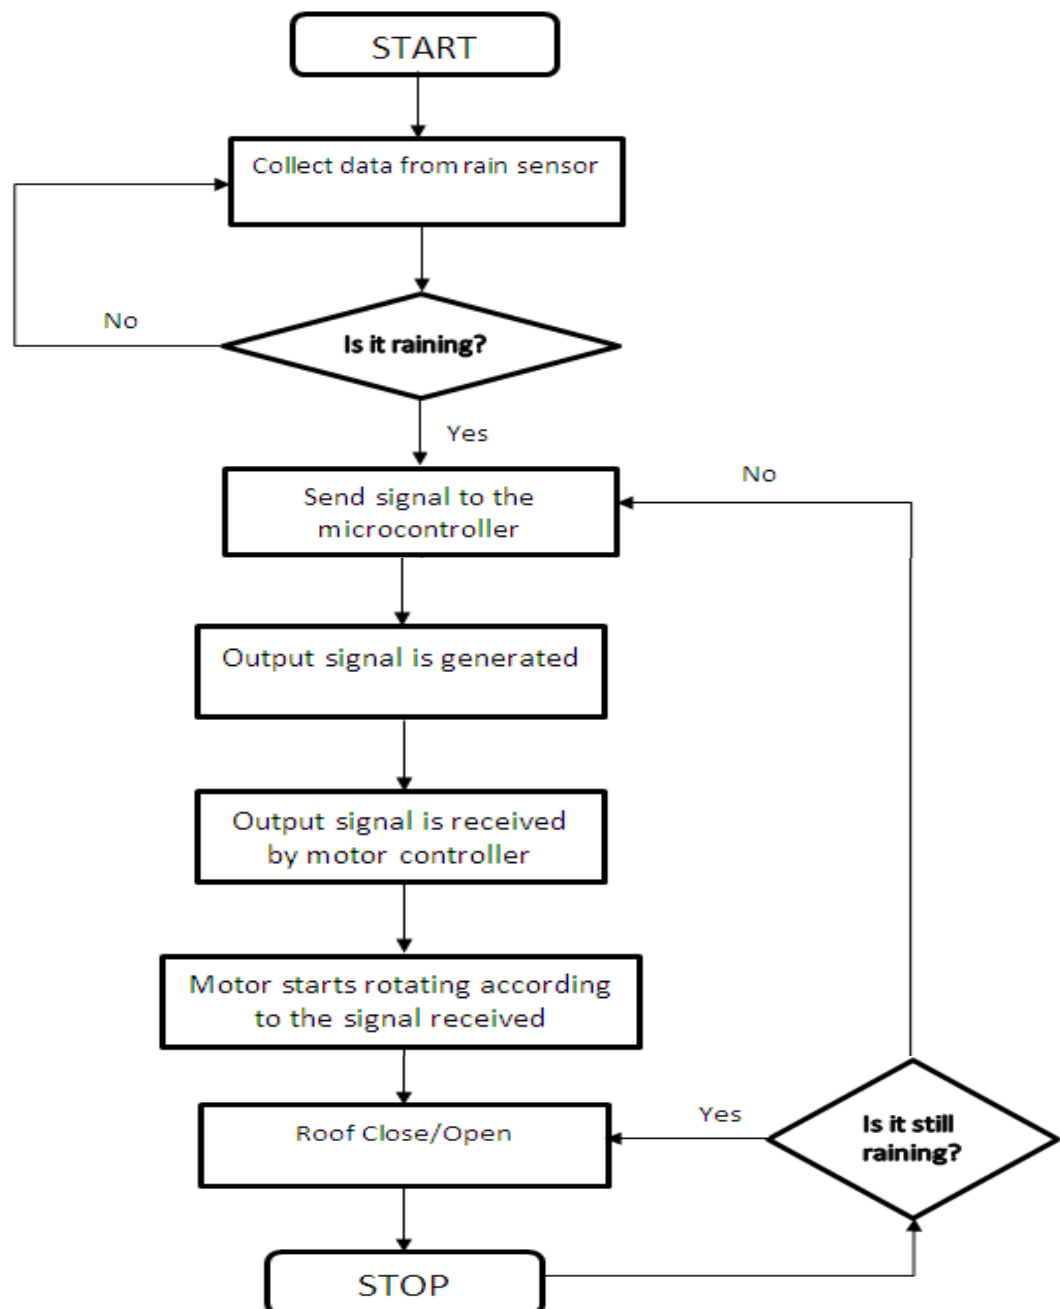 START
Collect data from rain sensor
No
Is it raining?
Yes
Send signal to the
microcontroller
No
Output signal is generated
Output signal is received
by motor controller
Motor starts rotating according
to the signal received
Roof Close/Open
Yes
Is it still
raining?
STOP